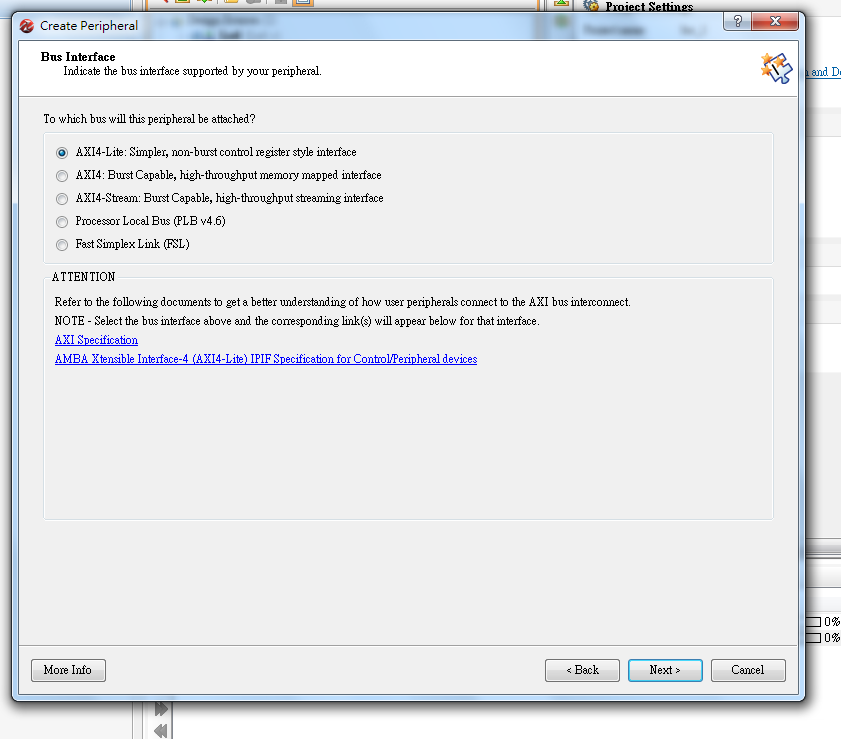 Project Settings
Create Peripheral
?
Bus Interface
Indicate the bus interface supported by your peripheral.
and De
To which bus will this peripheral be attached?
AXI4-Lite: Simpler, non-burst control register style interface
AXI4: Burst Capable, high-throughput memory mapped interface
AXI4-Stream: Burst Capable, high-throughput streaming interface
Processor Local Bus (PLB v4.6)
Fast Simplex Link (FSL)
ATTENTION
Refer to the following documents to get a better understanding of how user peripherals connect to the AXI bus interconnect.
NOTE - Select the bus interface above and the corresponding link(s) will appear below for that interface.
AXI Specification
AMBA Xtensible Interface-4 (AXI4-Lite) IPIF Specification for Control/Peripheral devices
0%
0%
More Info
< Back
Next >
Cancel